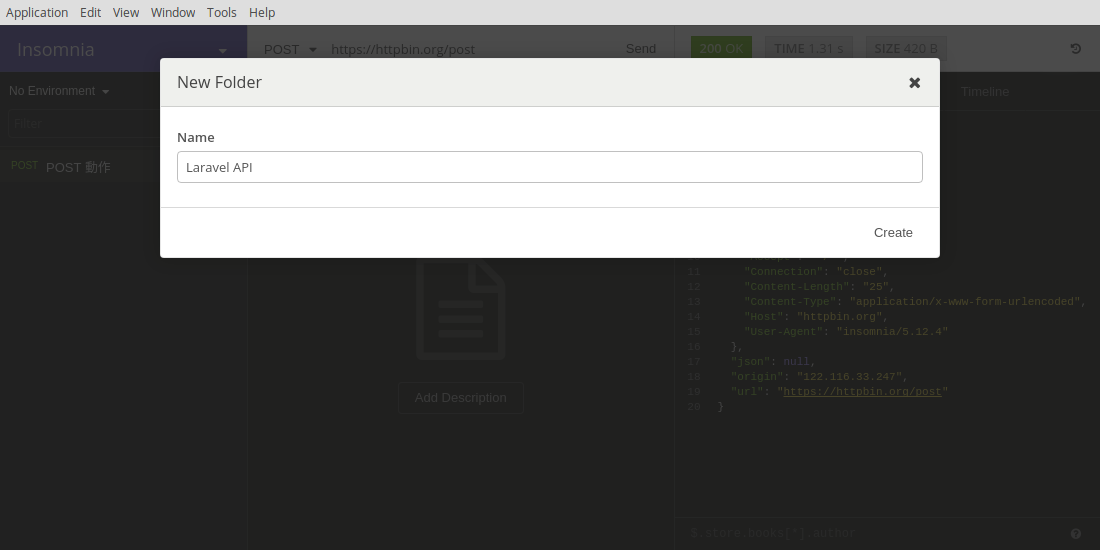 Application Edit View Window Tools Help
Insomnia
POST https://httpbin.org/post Send
200 OK TIME 1.31 s SIZE 420 B
New Folder
No Environment
Timeline
Filter
Name
Laravel API
POST POST 動作
Create
11 "Connection": "close",
12 "Content-Length": "25",
13 "Content-Type": "application/x-www-form-urlencoded",
14 "Host": "httpbin.org",
15 "User-Agent": "insomnia/5.12.4"
16 },
17 "json": null,
18 "origin": "122.116.33.247",
19 "url": "https://httpbin.org/post"
20 }
Add Description
$.store.books[*].author